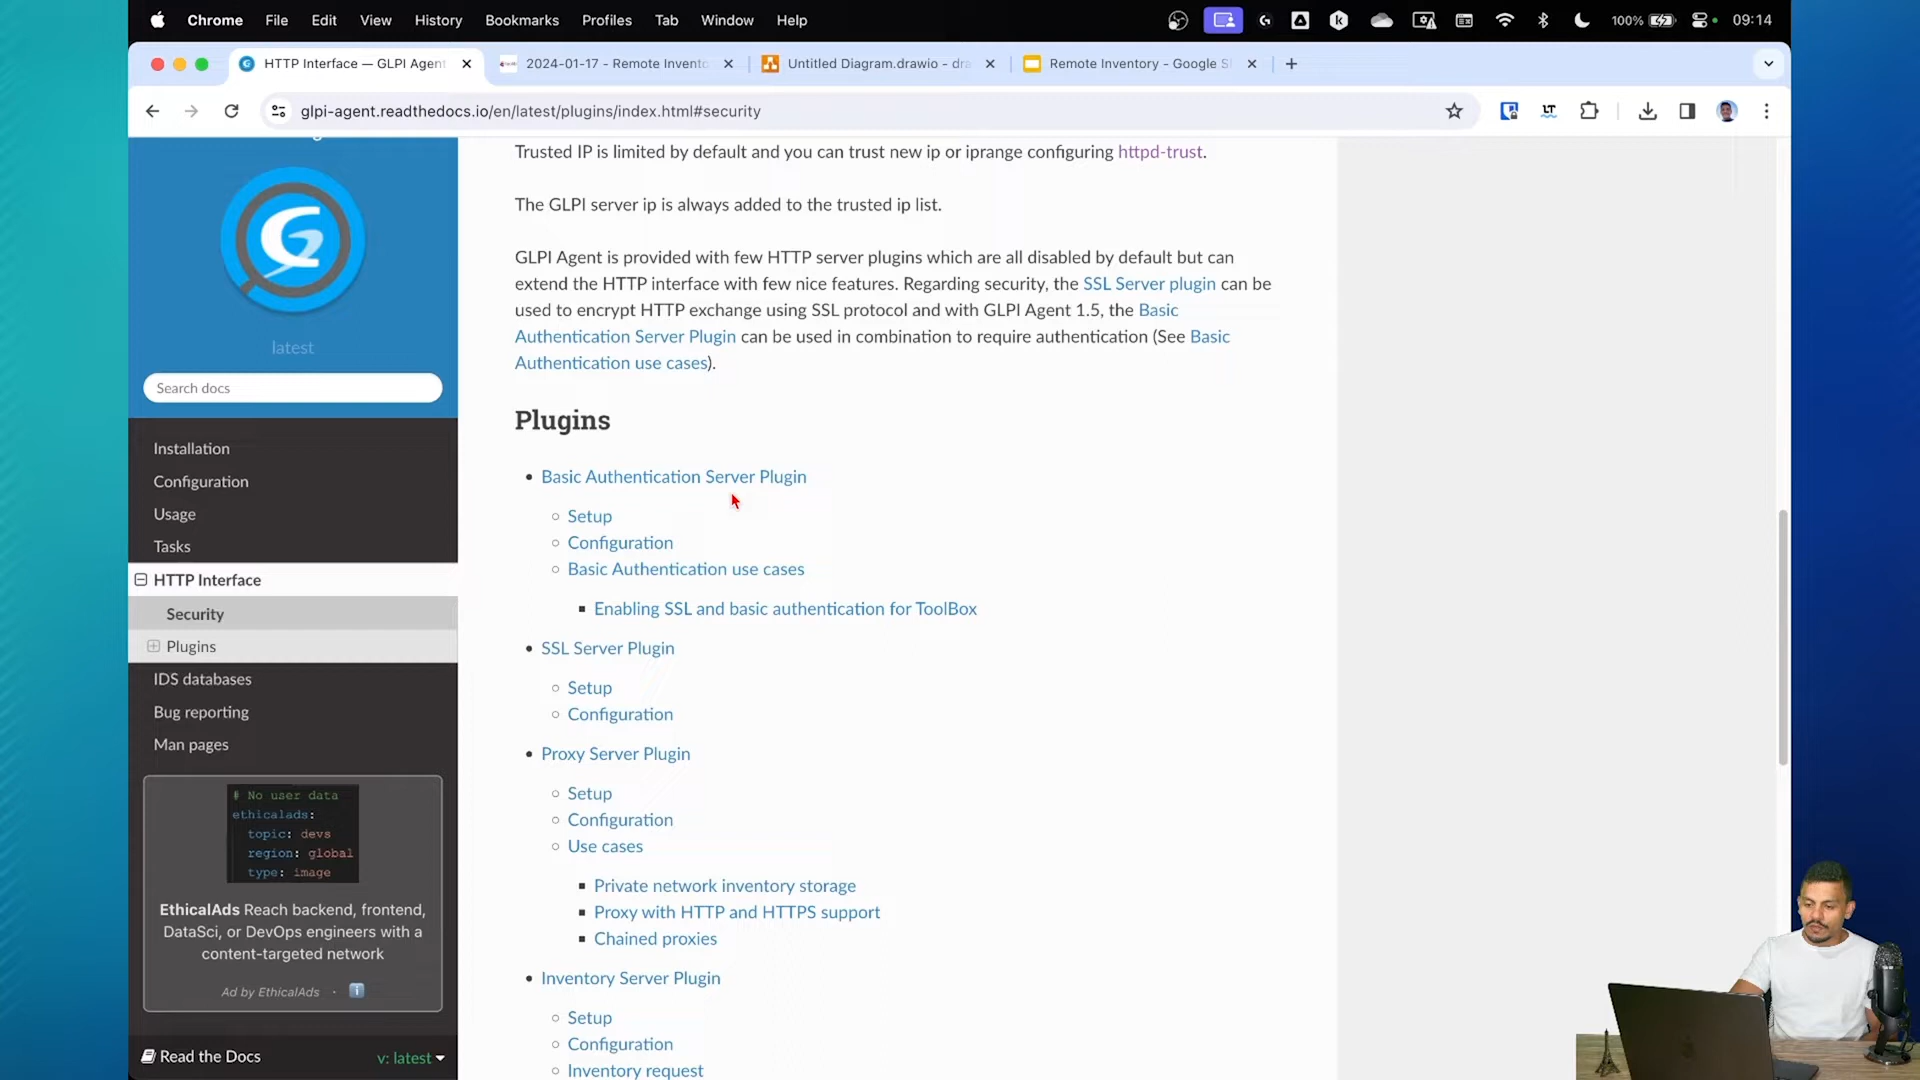 Chrome File Edit View History Bookmarks Profiles Tab Window Help 100% 09:14
HTTP Interface — GLPI Agen
2024-01-17 - Remote Invent
Untitled Diagram.drawio - dra
Remote Inventory - Google S
glpi-agent.readthedocs.io/en/latest/plugins/index.html#security
latest
Search docs
Installation
Configuration
Usage
Tasks
HTTP Interface
Security
Plugins
IDS databases
Bug reporting
Man pages
# No user data
ethicalads:
topic: devs
region: global
type: image
EthicalAds Reach backend, frontend,
DataSci, or DevOps engineers with a
content-targeted network
Ad by EthicalAds ·
Read the Docs
v: latest
Trusted IP is limited by default and you can trust new ip or iprange configuring httpd-trust.
The GLPI server ip is always added to the trusted ip list.
GLPI Agent is provided with few HTTP server plugins which are all disabled by default but can
extend the HTTP interface with few nice features. Regarding security, the SSL Server plugin can be
used to encrypt HTTP exchange using SSL protocol and with GLPI Agent 1.5, the Basic
Authentication Server Plugin can be used in combination to require authentication (See Basic
Authentication use cases).
Plugins
• Basic Authentication Server Plugin
○ Setup
○ Configuration
○ Basic Authentication use cases
▪ Enabling SSL and basic authentication for ToolBox
• SSL Server Plugin
○ Setup
○ Configuration
• Proxy Server Plugin
○ Setup
○ Configuration
○ Use cases
▪ Private network inventory storage
▪ Proxy with HTTP and HTTPS support
▪ Chained proxies
• Inventory Server Plugin
○ Setup
○ Configuration
○ Inventory request